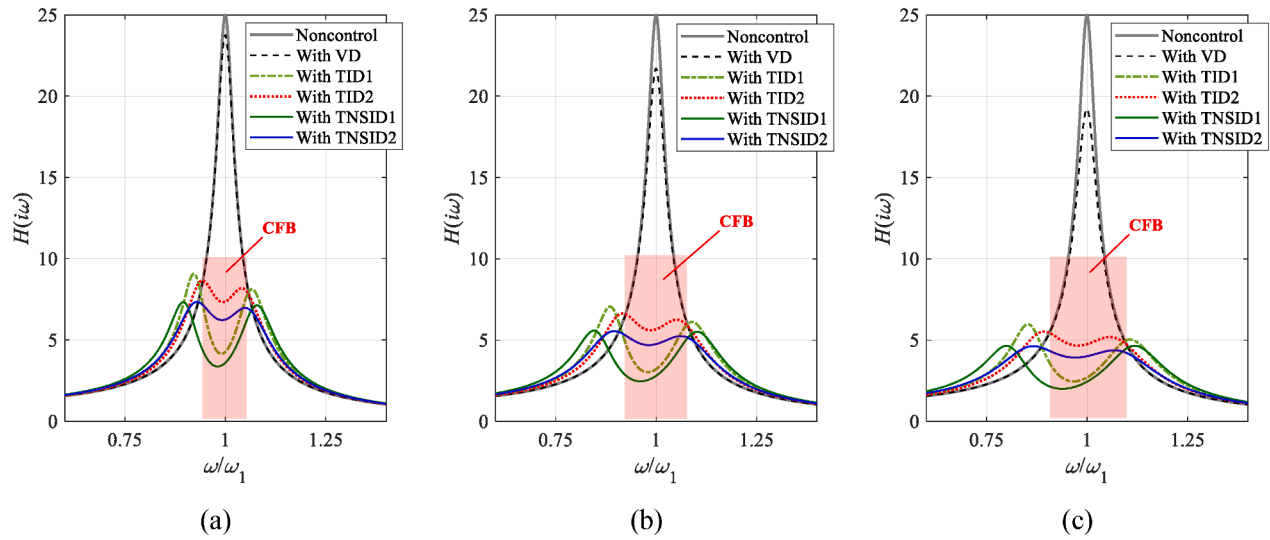 25
20
15
10
5
0
0.75
1
1.25
H(iω)
ω/ω1
Noncontrol
With VD
With TID1
With TID2
With TNSID1
With TNSID2
CFB
(a)
25
20
15
10
5
0
0.75
1
1.25
H(iω)
ω/ω1
Noncontrol
With VD
With TID1
With TID2
With TNSID1
With TNSID2
CFB
(b)
25
20
15
10
5
0
0.75
1
1.25
H(iω)
ω/ω1
Noncontrol
With VD
With TID1
With TID2
With TNSID1
With TNSID2
CFB
(c)